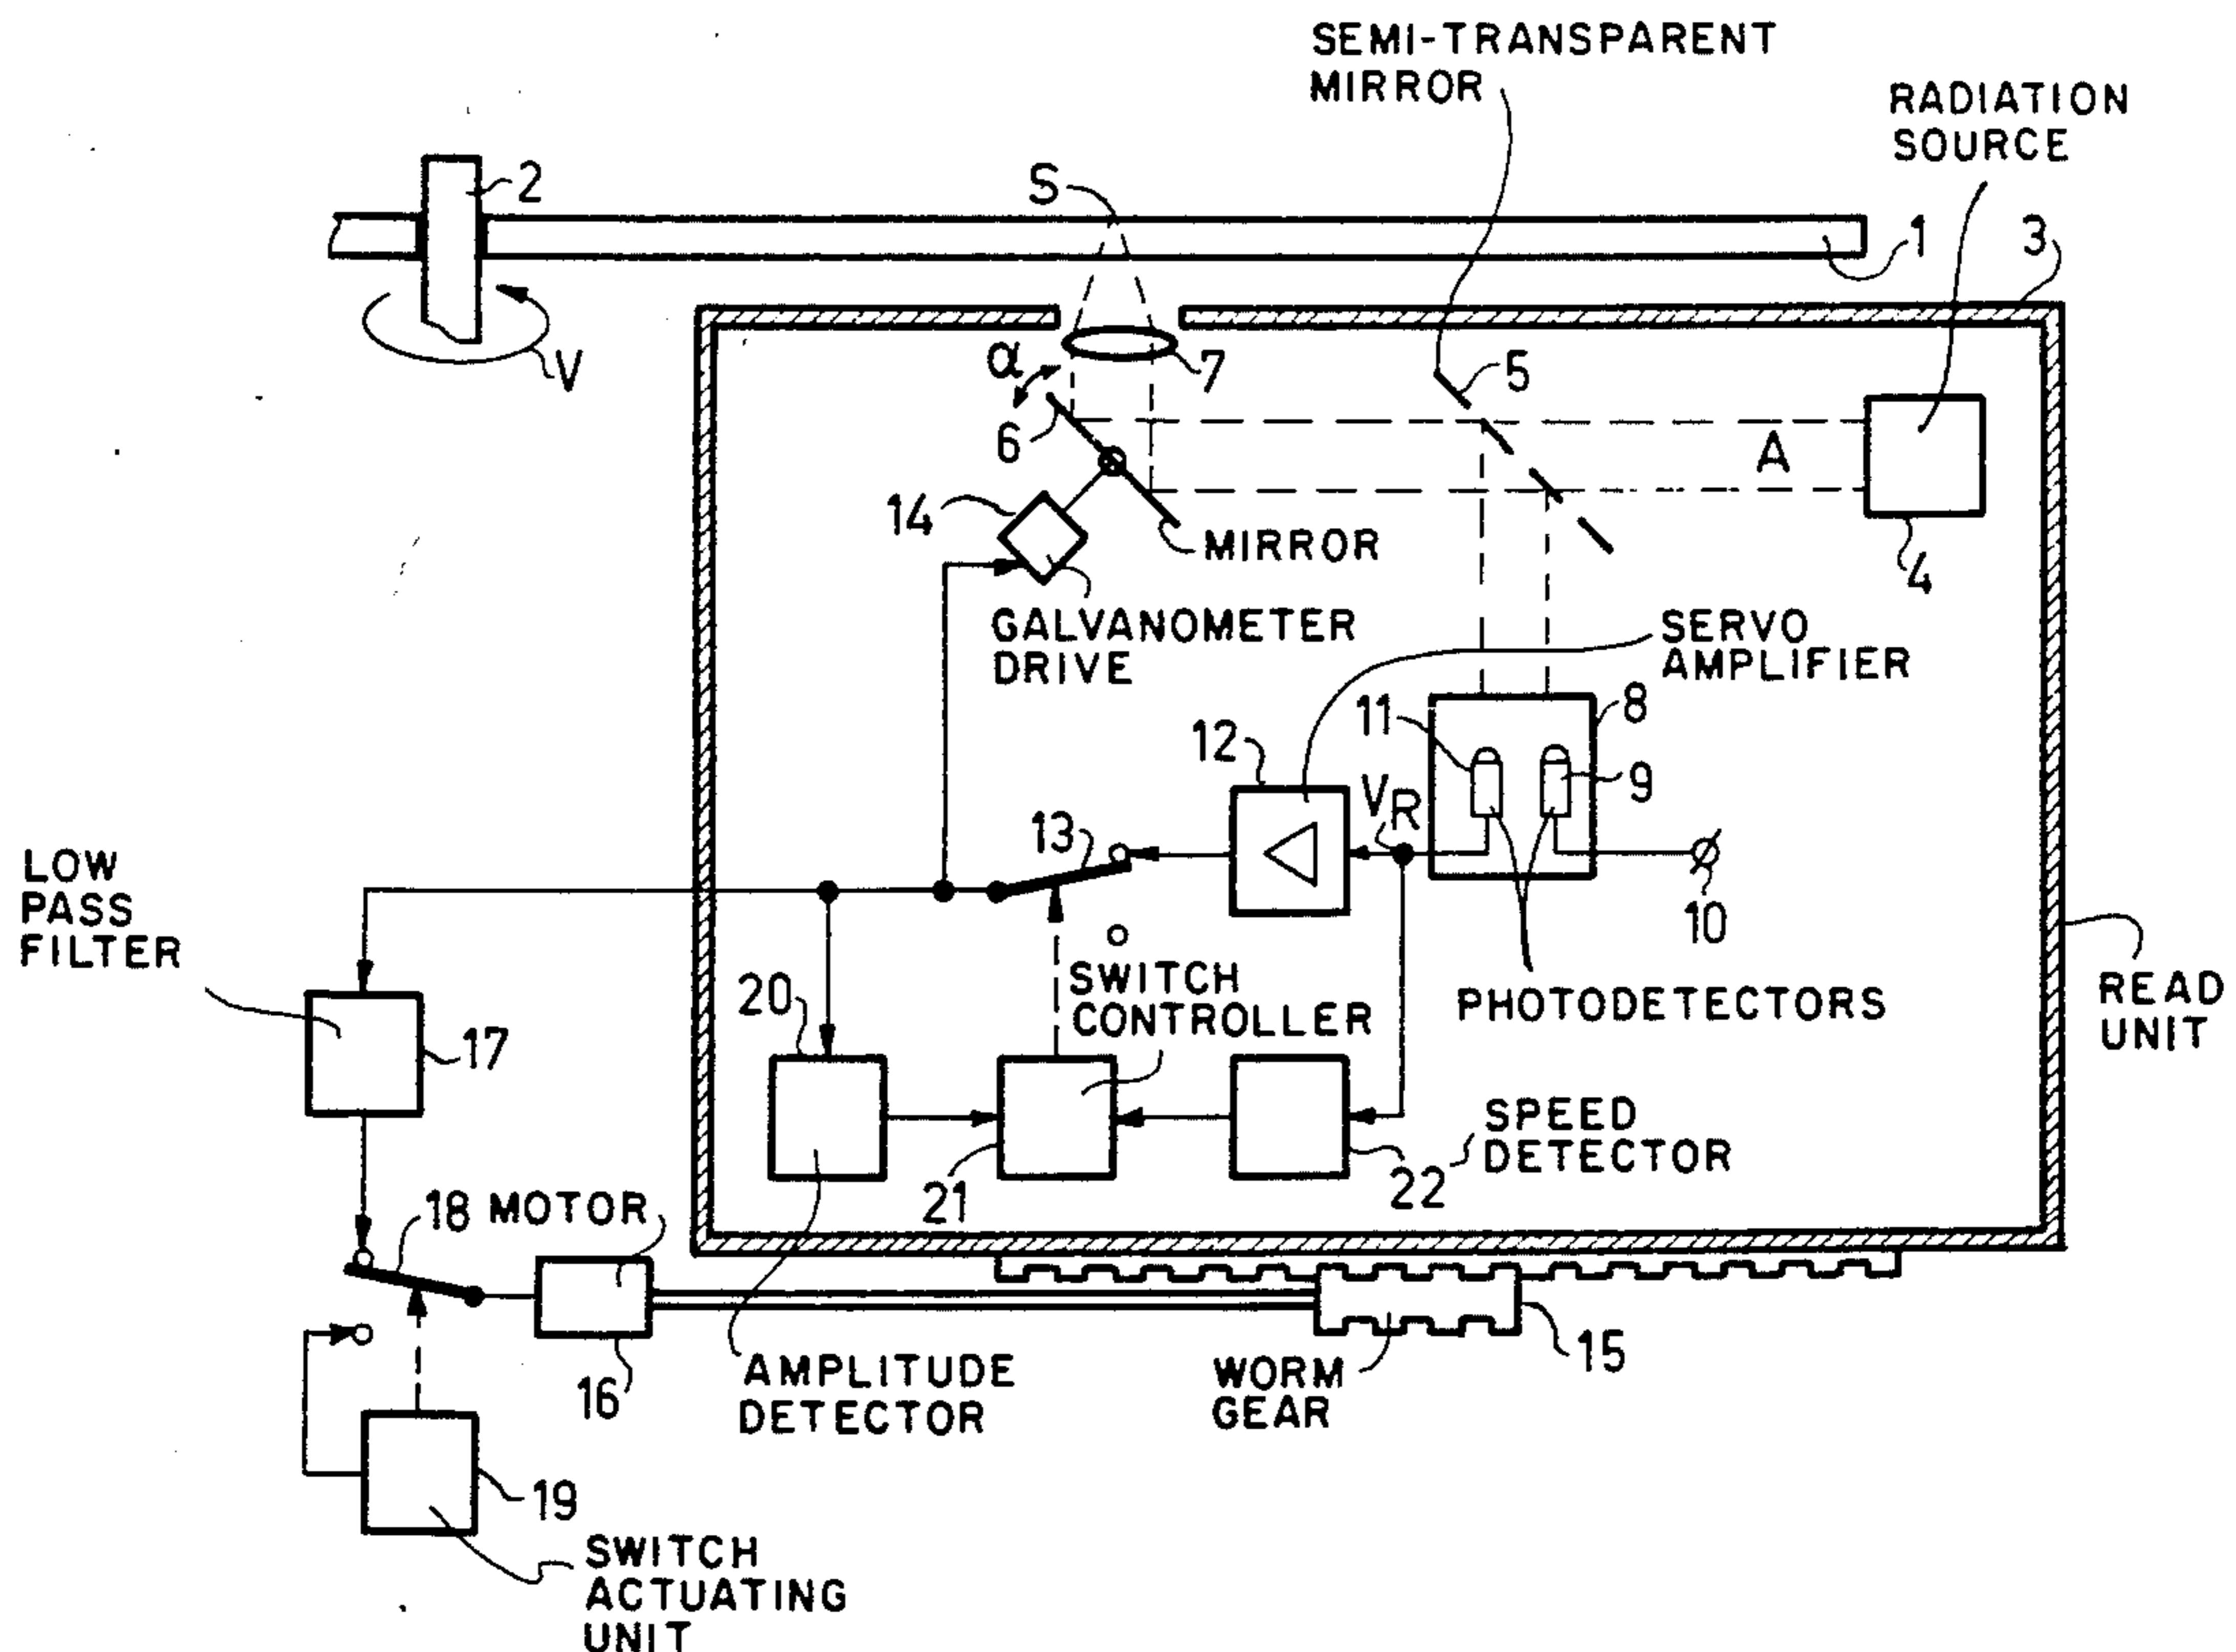 SEMI-TRANSPARENT
MIRROR
RADIATION
SOURCE
2
S
1
3
V
α
7
5
6
A
4
14
MIRROR
GALVANOMETER
DRIVE
SERVO
AMPLIFIER
11
8
12
9
VR
13
10
LOW
PASS
FILTER
SWITCH
CONTROLLER
PHOTODETECTORS
READ
UNIT
20
17
SPEED
DETECTOR
21
22
18 MOTOR
16
AMPLITUDE
DETECTOR
WORM
GEAR
15
19
SWITCH
ACTUATING
UNIT